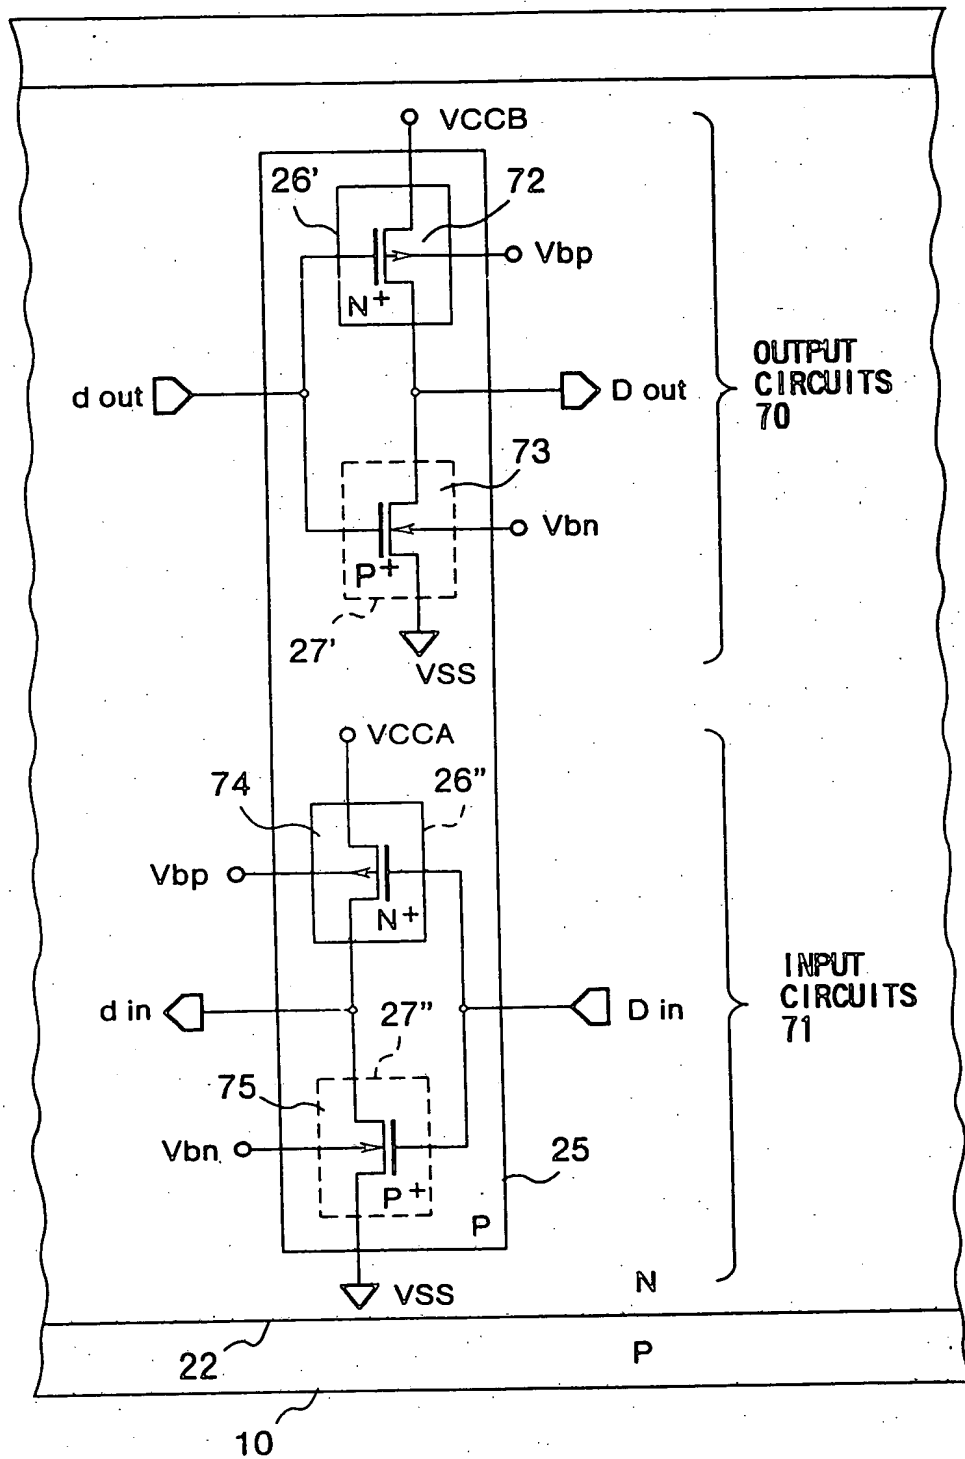 VCCB
26'
72
Vbp
N+
d out
D out
OUTPUT
CIRCUITS
70
73
Vbn
P+
27'
VSS
VCCA
74
26"
Vbp
N+
d in
D in
INPUT
CIRCUITS
71
27"
75
Vbn
25
P+
P
VSS
N
22
P
10